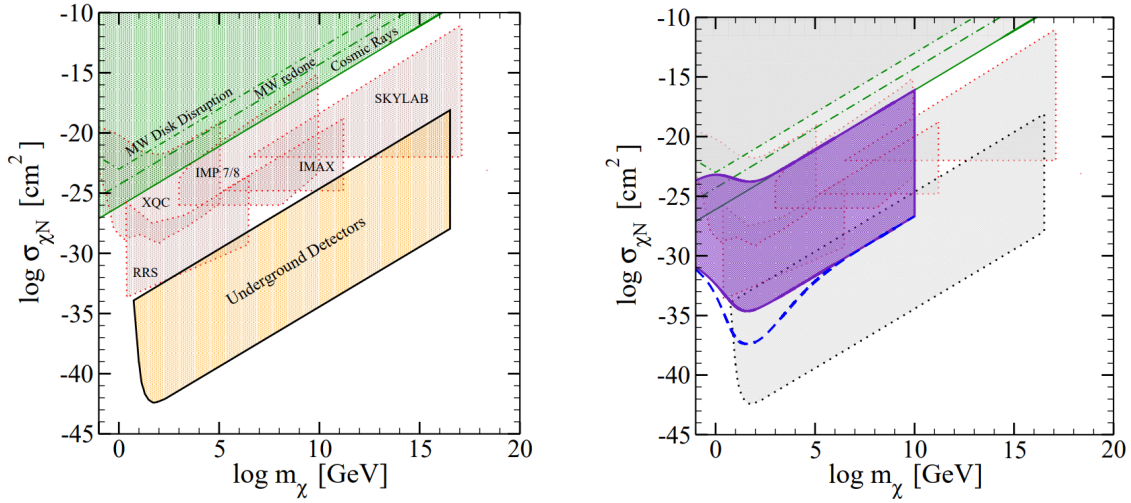 -10
-15
-20
-25
-30
-35
-40
-45
0
5
10
15
20
log σχN [cm2]
log mχ [GeV]
MW Disk Disruption
MW redone
Cosmic Rays
SKYLAB
IMP 7/8
IMAX
XQC
RRS
Underground Detectors
-10
-15
-20
-25
-30
-35
-40
-45
0
5
10
15
20
log σχN [cm2]
log mχ [GeV]